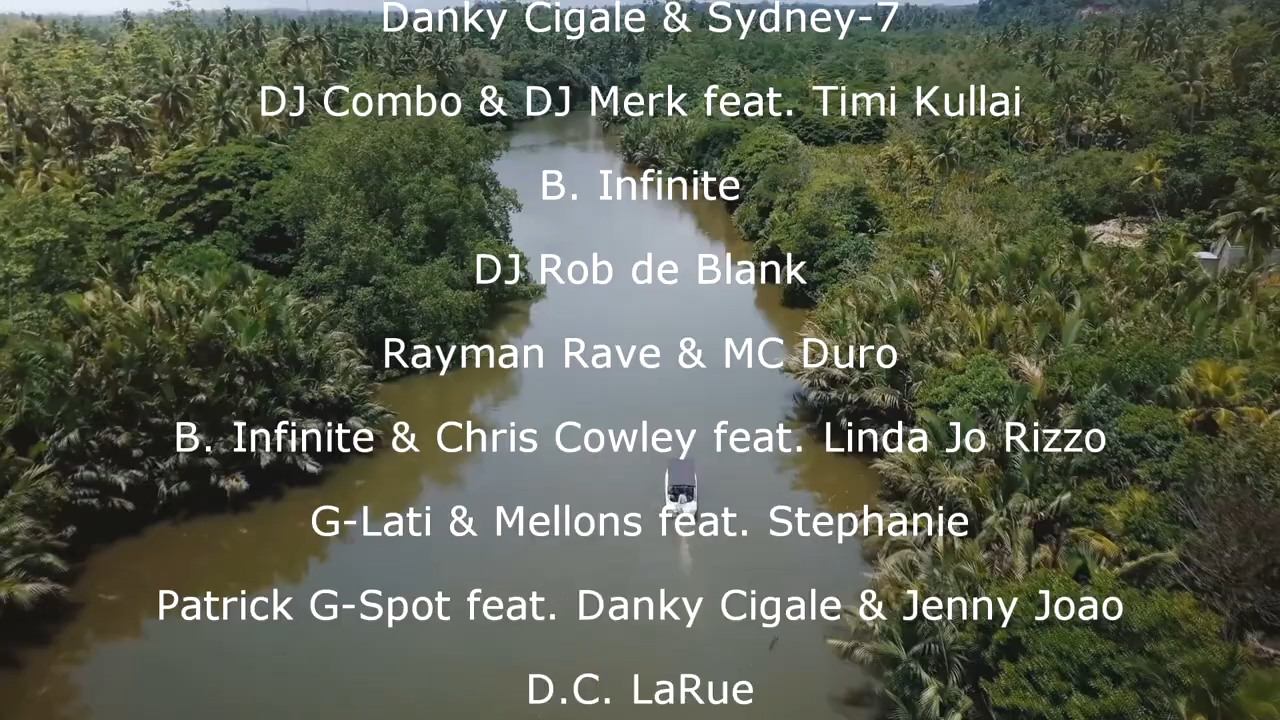 Danky Cigale & Sydney-7
DJ Combo & DJ Merk feat. Timi Kullai
B. Infinite
DJ Rob de Blank
Rayman Rave & MC Duro
B. Infinite & Chris Cowley feat. Linda Jo Rizzo
G-Lati & Mellons feat. Stephanie
Patrick G-Spot feat. Danky Cigale & Jenny Joao
D.C. LaRue